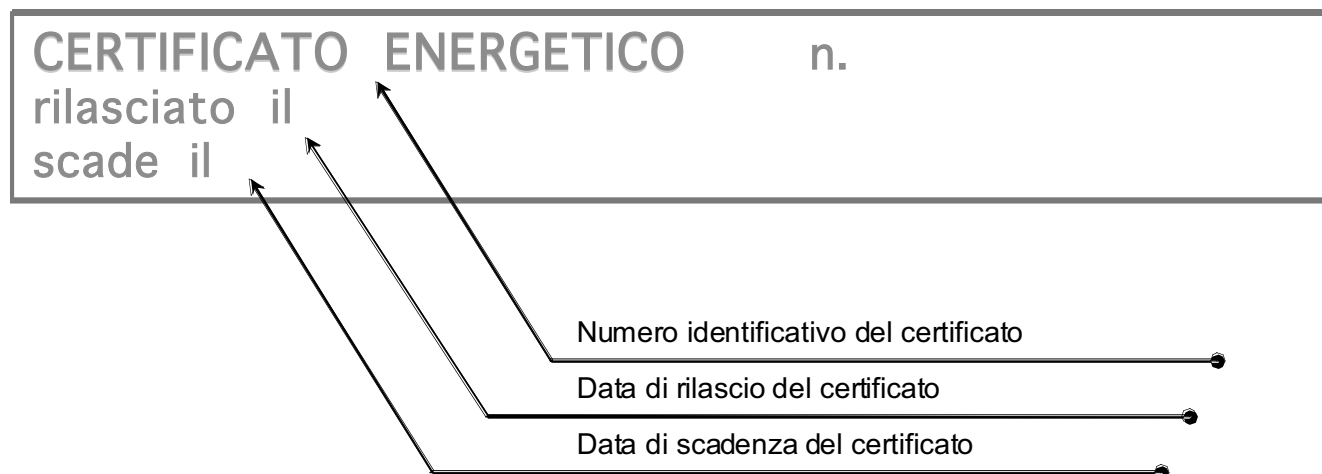 CERTIFICATO ENERGETICO n.
rilasciato il
scade il
Numero identificativo del certificato
Data di rilascio del certificato
Data di scadenza del certificato